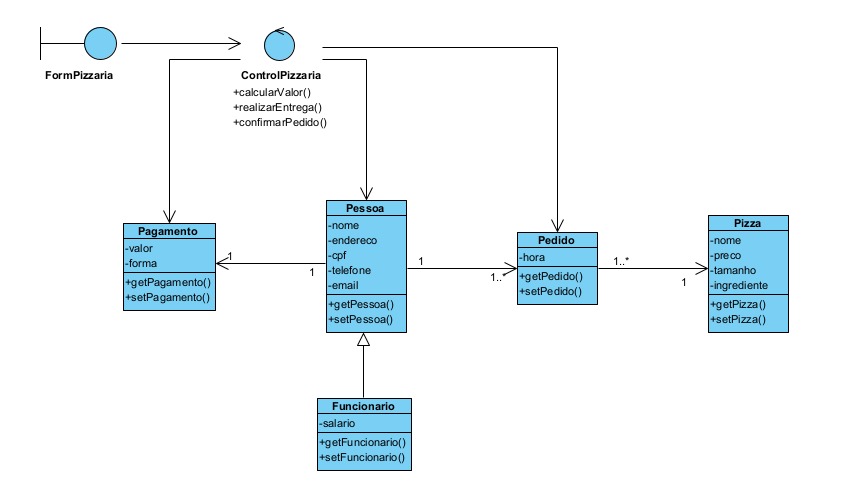 FormPizzaria
ControlPizzaria
+calcularValor()
+realizarEntrega()
+confirmarPedido()
Pagamento
-valor
-forma
+getPagamento()
+setPagamento()
1
1
Pessoa
-nome
-endereco
-cpf
-telefone
-email
+getPessoa()
+setPessoa()
1
1..*
Pedido
-hora
+getPedido()
+setPedido()
1..*
1
Pizza
-nome
-preco
-tamanho
-ingrediente
+getPizza()
+setPizza()
Funcionario
-salario
+getFuncionario()
+setFuncionario()